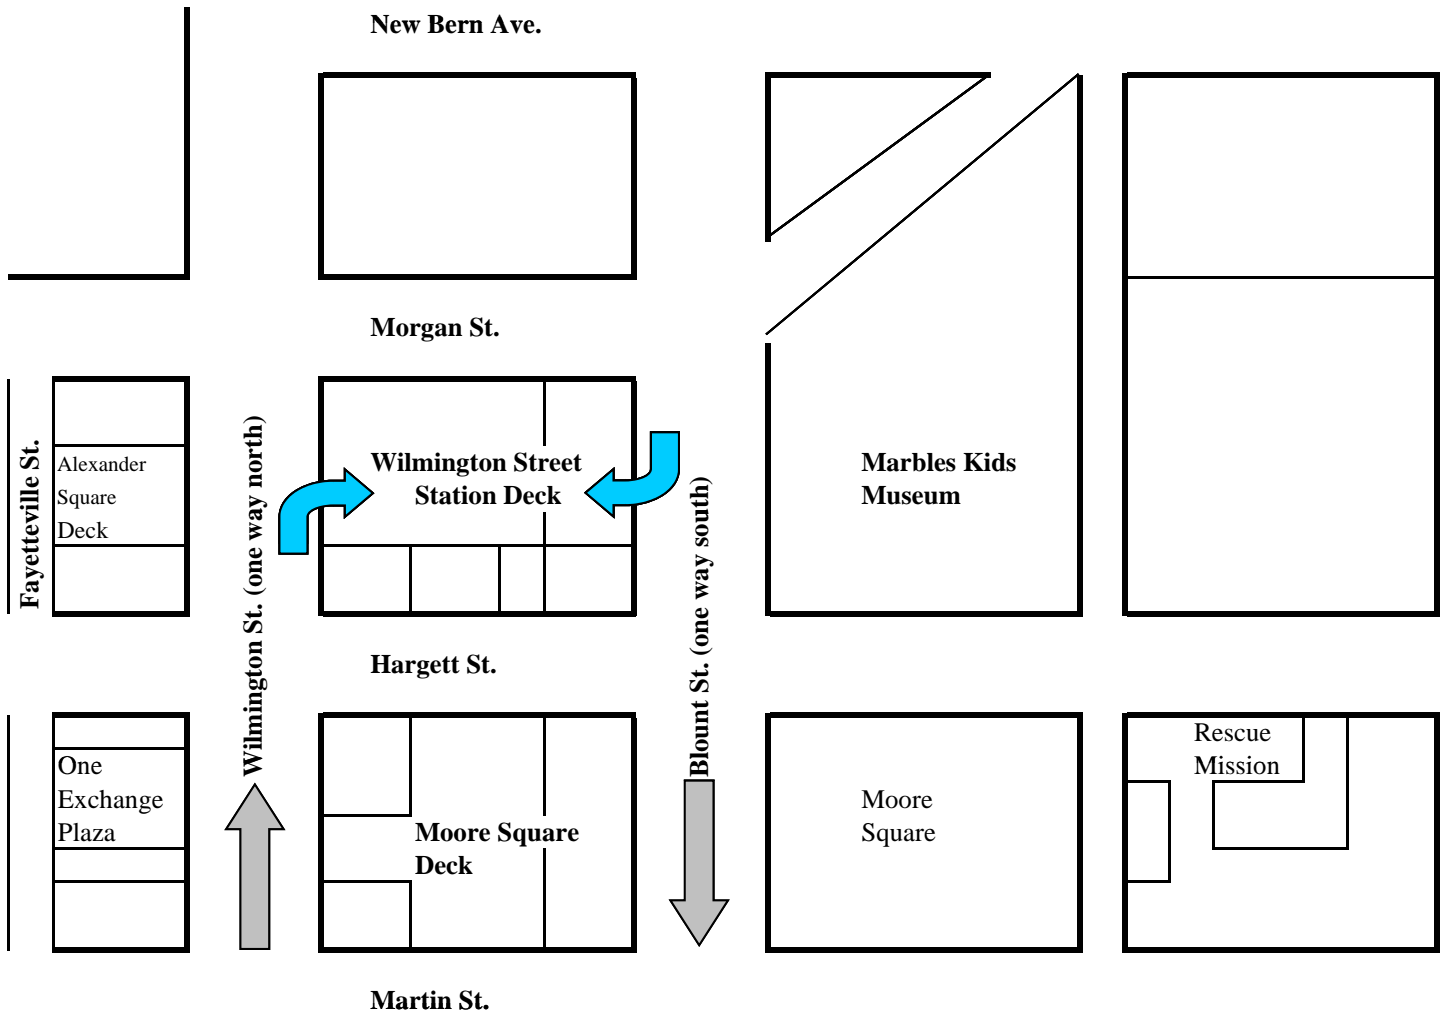 New Bern Ave.
Morgan St.
Fayetteville St.
Alexander
Square
Deck
Wilmington St. (one way north)
Wilmington Street
Station Deck
Blount St. (one way south)
Marbles Kids
Museum
Hargett St.
One
Exchange
Plaza
Moore Square
Deck
Moore
Square
Rescue
Mission
Martin St.